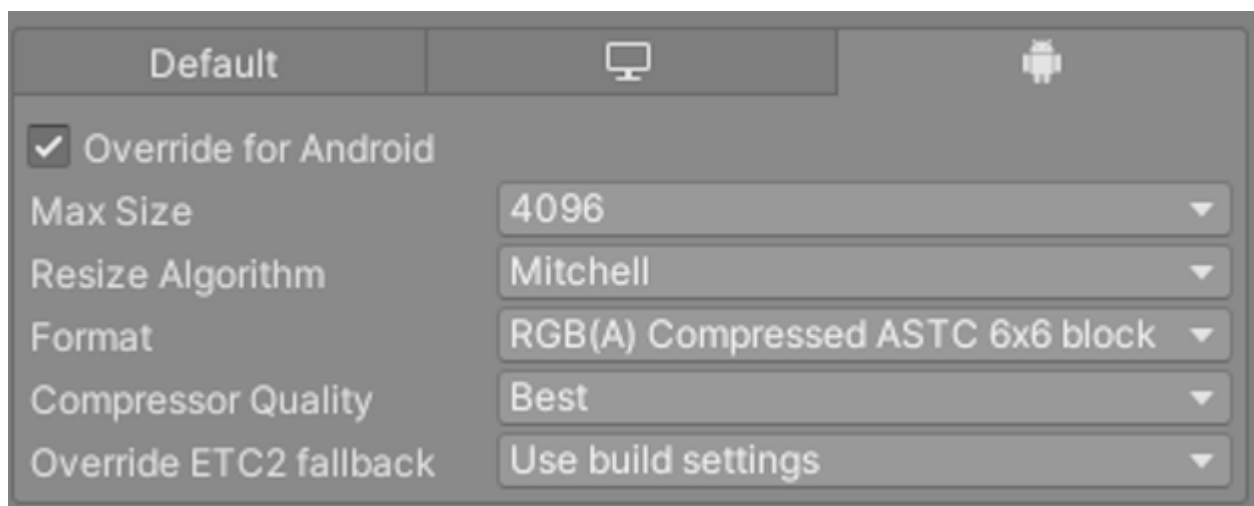 Default
Override for Android
Max Size 4096
Resize Algorithm Mitchell
Format RGB(A) Compressed ASTC 6x6 block
Compressor Quality Best
Override ETC2 fallback Use build settings